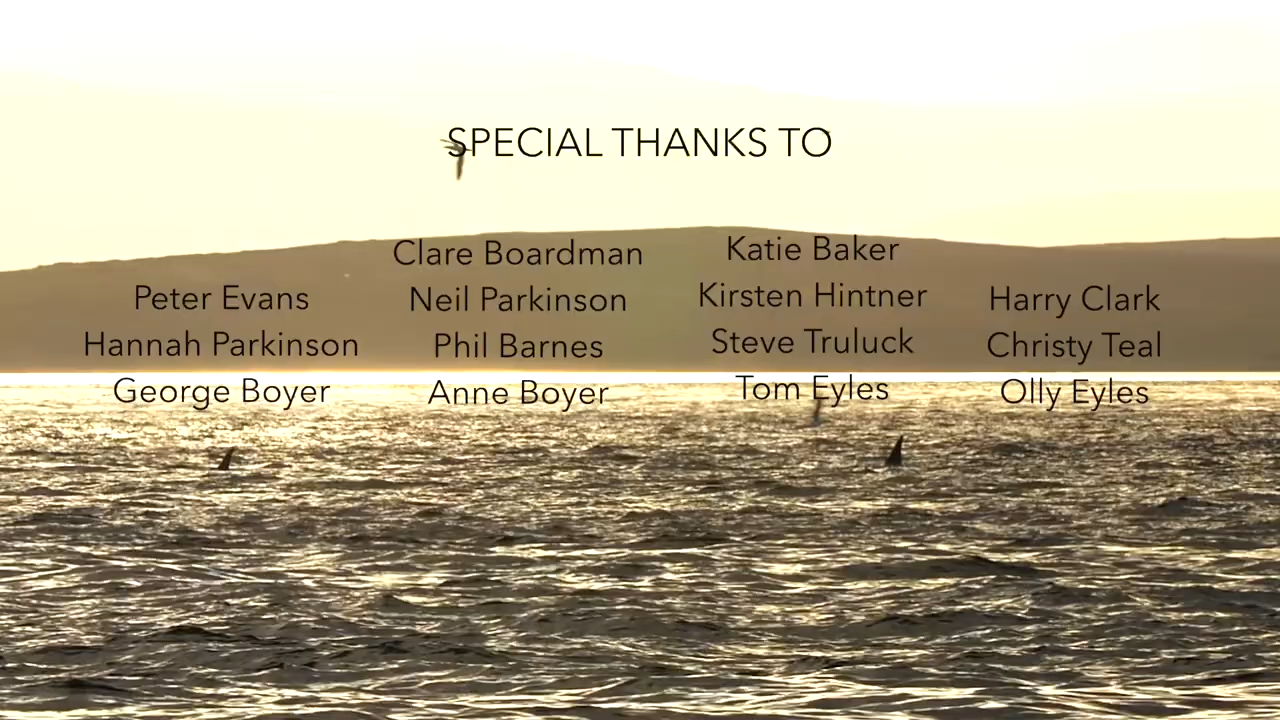 SPECIAL THANKS TO
Peter Evans
Hannah Parkinson
George Boyer
Clare Boardman
Neil Parkinson
Phil Barnes
Anne Boyer
Katie Baker
Kirsten Hintner
Steve Truluck
Tom Eyles
Harry Clark
Christy Teal
Olly Eyles